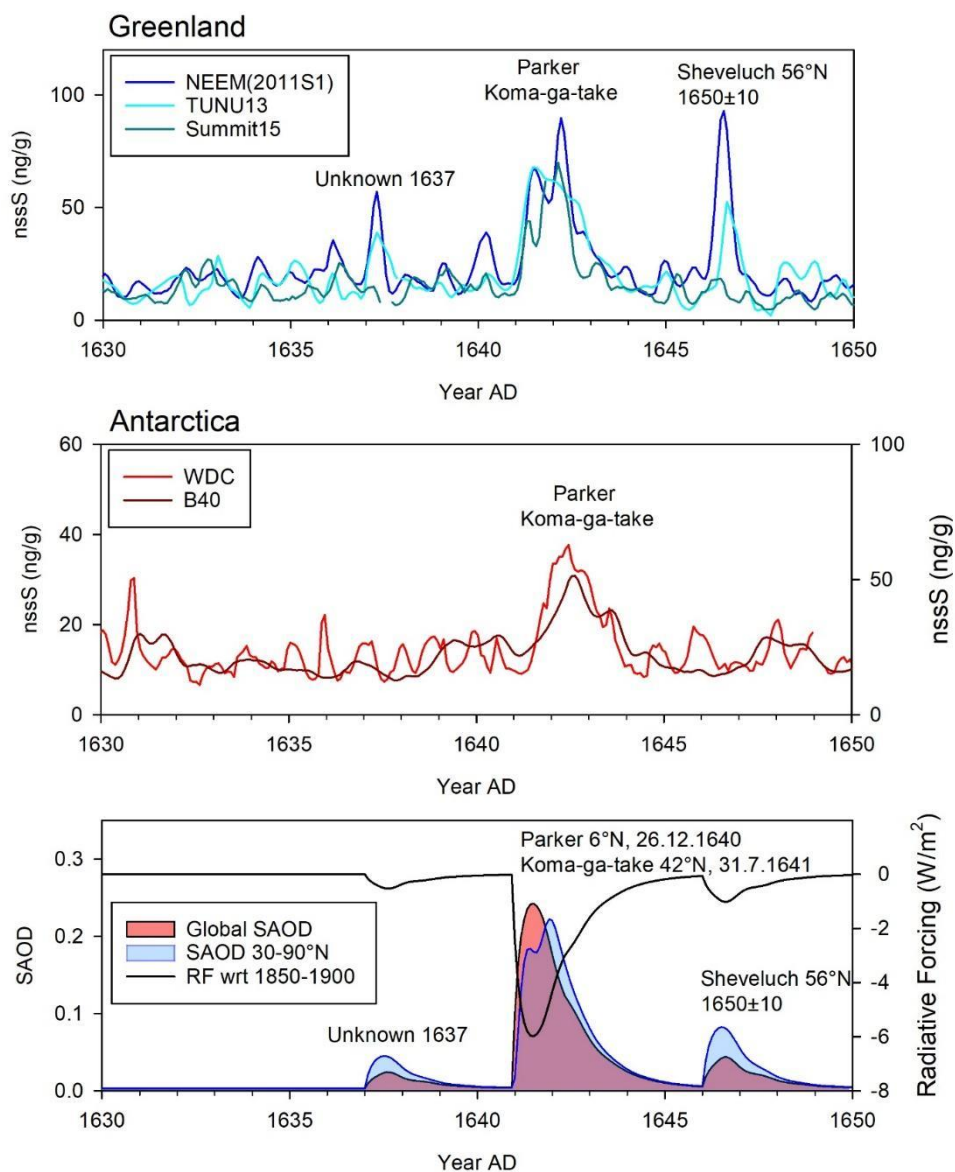 Greenland
NEEM(2011S1)
TUNU13
Summit15
Parker
Koma-ga-take
Sheveluch 56°N
1650±10
Unknown 1637
nssS (ng/g)
100
50
0
1630
1635
1640
1645
1650
Year AD
Antarctica
WDC
B40
Parker
Koma-ga-take
nssS (ng/g)
60
40
20
0
100
50
0
nssS (ng/g)
1630
1635
1640
1645
1650
Year AD
Parker 6°N, 26.12.1640
Koma-ga-take 42°N, 31.7.1641
Global SAOD
SAOD 30-90°N
RF wrt 1850-1900
Unknown 1637
Sheveluch 56°N
1650±10
SAOD
0.3
0.2
0.1
0.0
0
-2
-4
-6
-8
Radiative Forcing (W/m²)
1630
1635
1640
1645
1650
Year AD